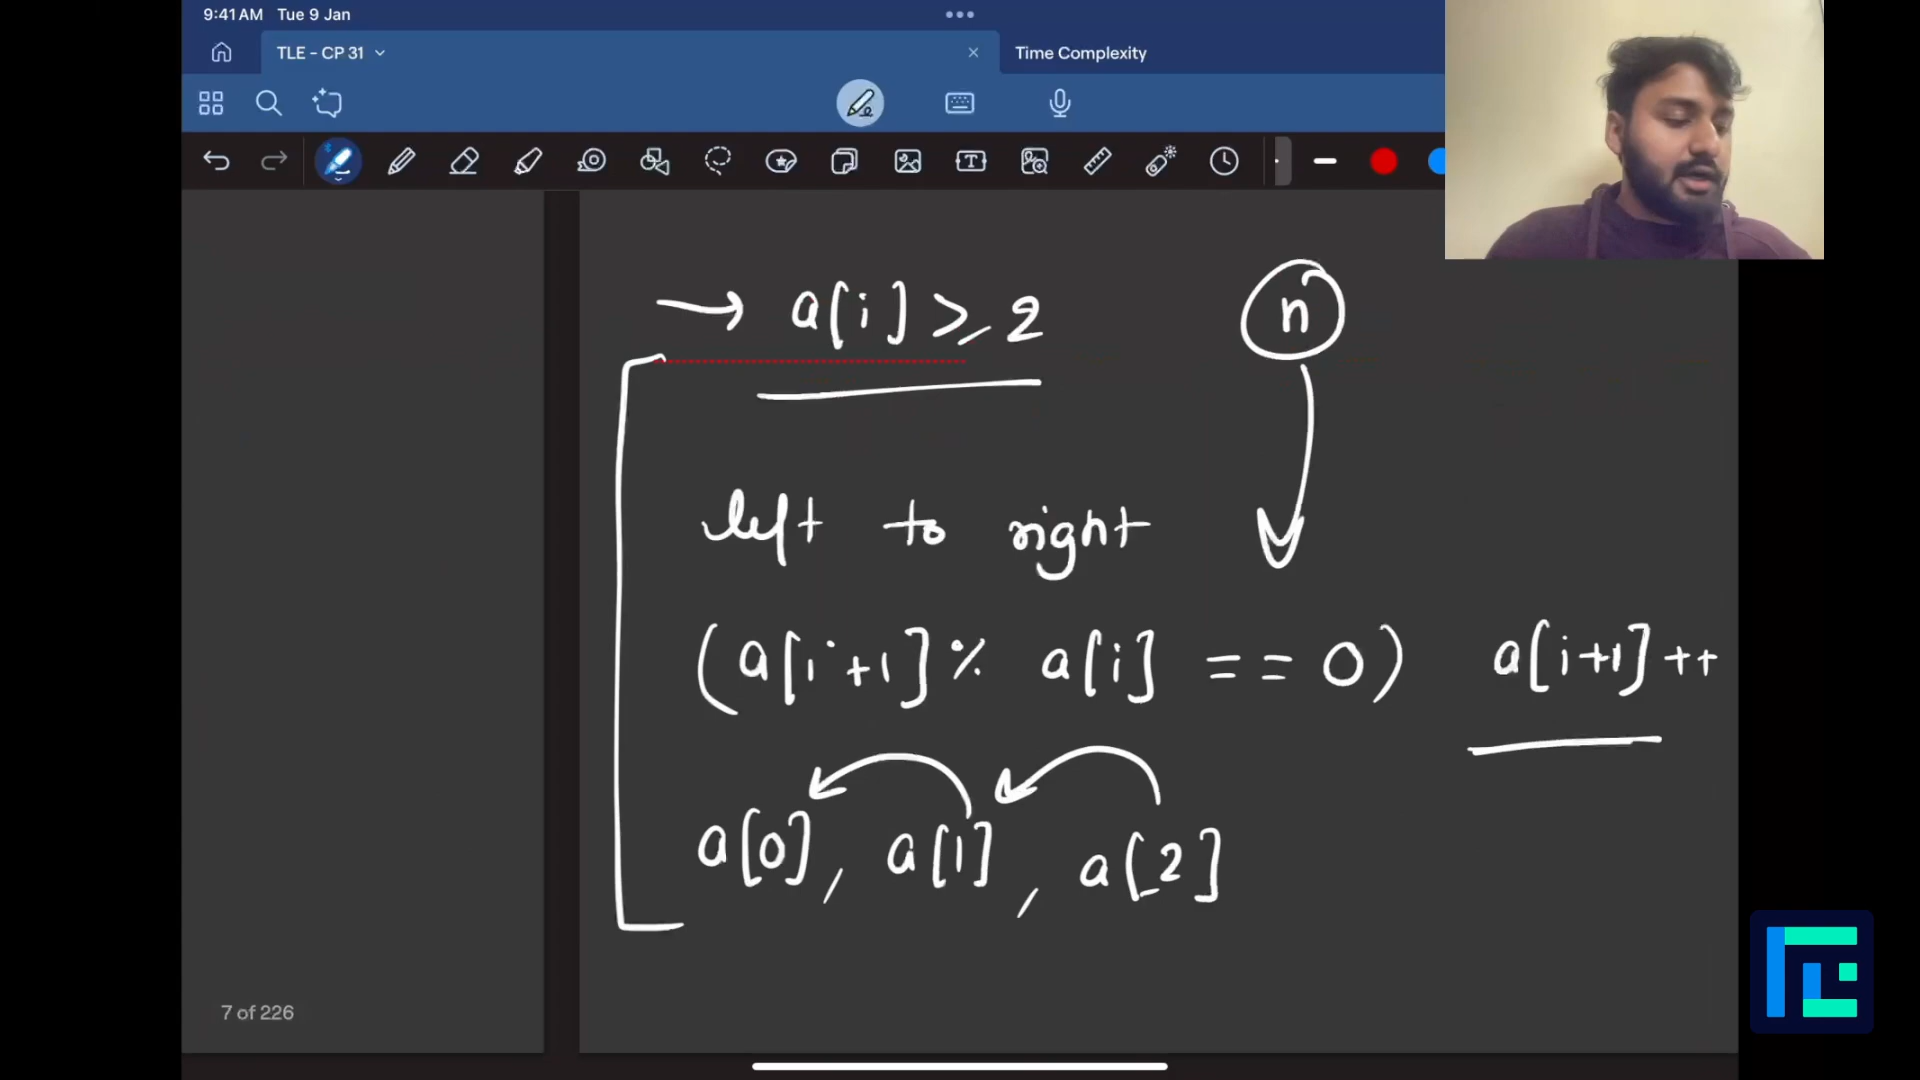 9:41 AM Tue 9 Jan
TLE - CP 31
Time Complexity
→ a[i] ≥ 2
n
left to right
(a[i+1] % a[i] == 0) a[i+1]++
a[0], a[1], a[2]
7 of 226